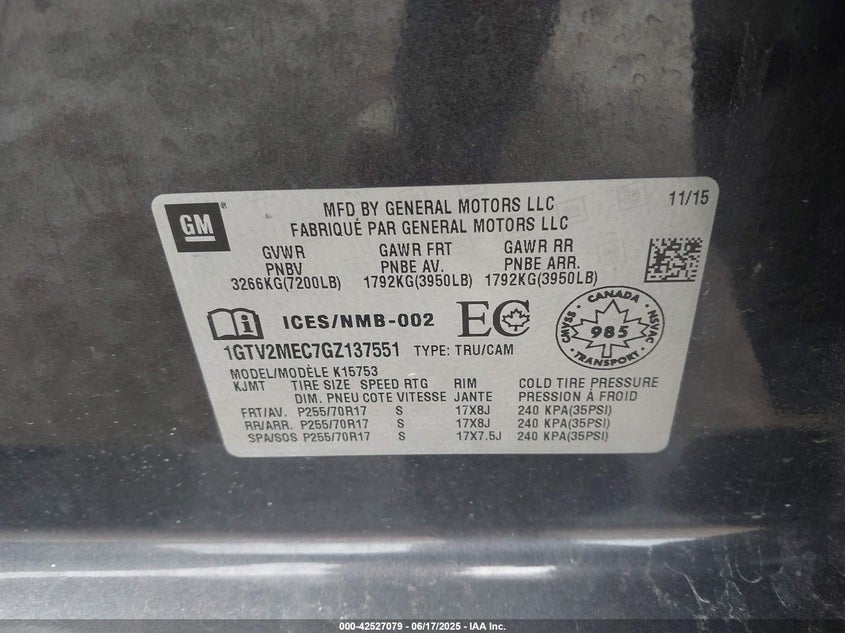 GM
MFD BY GENERAL MOTORS LLC
FABRIQUÉ PAR GENERAL MOTORS LLC
11/15
GVWR GAWR FRT GAWR RR
PNBV PNBE AV. PNBE ARR.
3266KG(7200LB) 1792KG(3950LB) 1792KG(3950LB)
ICES/NMB-002 EC
CANADA CMVSS NSVAC 985 TRANSPORT
1GTV2MEC7GZ137551 TYPE: TRU/CAM
MODEL/MODÈLE K15753
KJMT TIRE SIZE SPEED RTG RIM COLD TIRE PRESSURE
DIM. PNEU COTE VITESSE JANTE PRESSION À FROID
FRT/AV. P255/70R17 S 17X8J 240 KPA(35PSI)
RR/ARR. P255/70R17 S 17X8J 240 KPA(35PSI)
SPA/SOS P255/70R17 S 17X7.5J 240 KPA(35PSI)
000-42527079 - 06/17/2025 - IAA Inc.